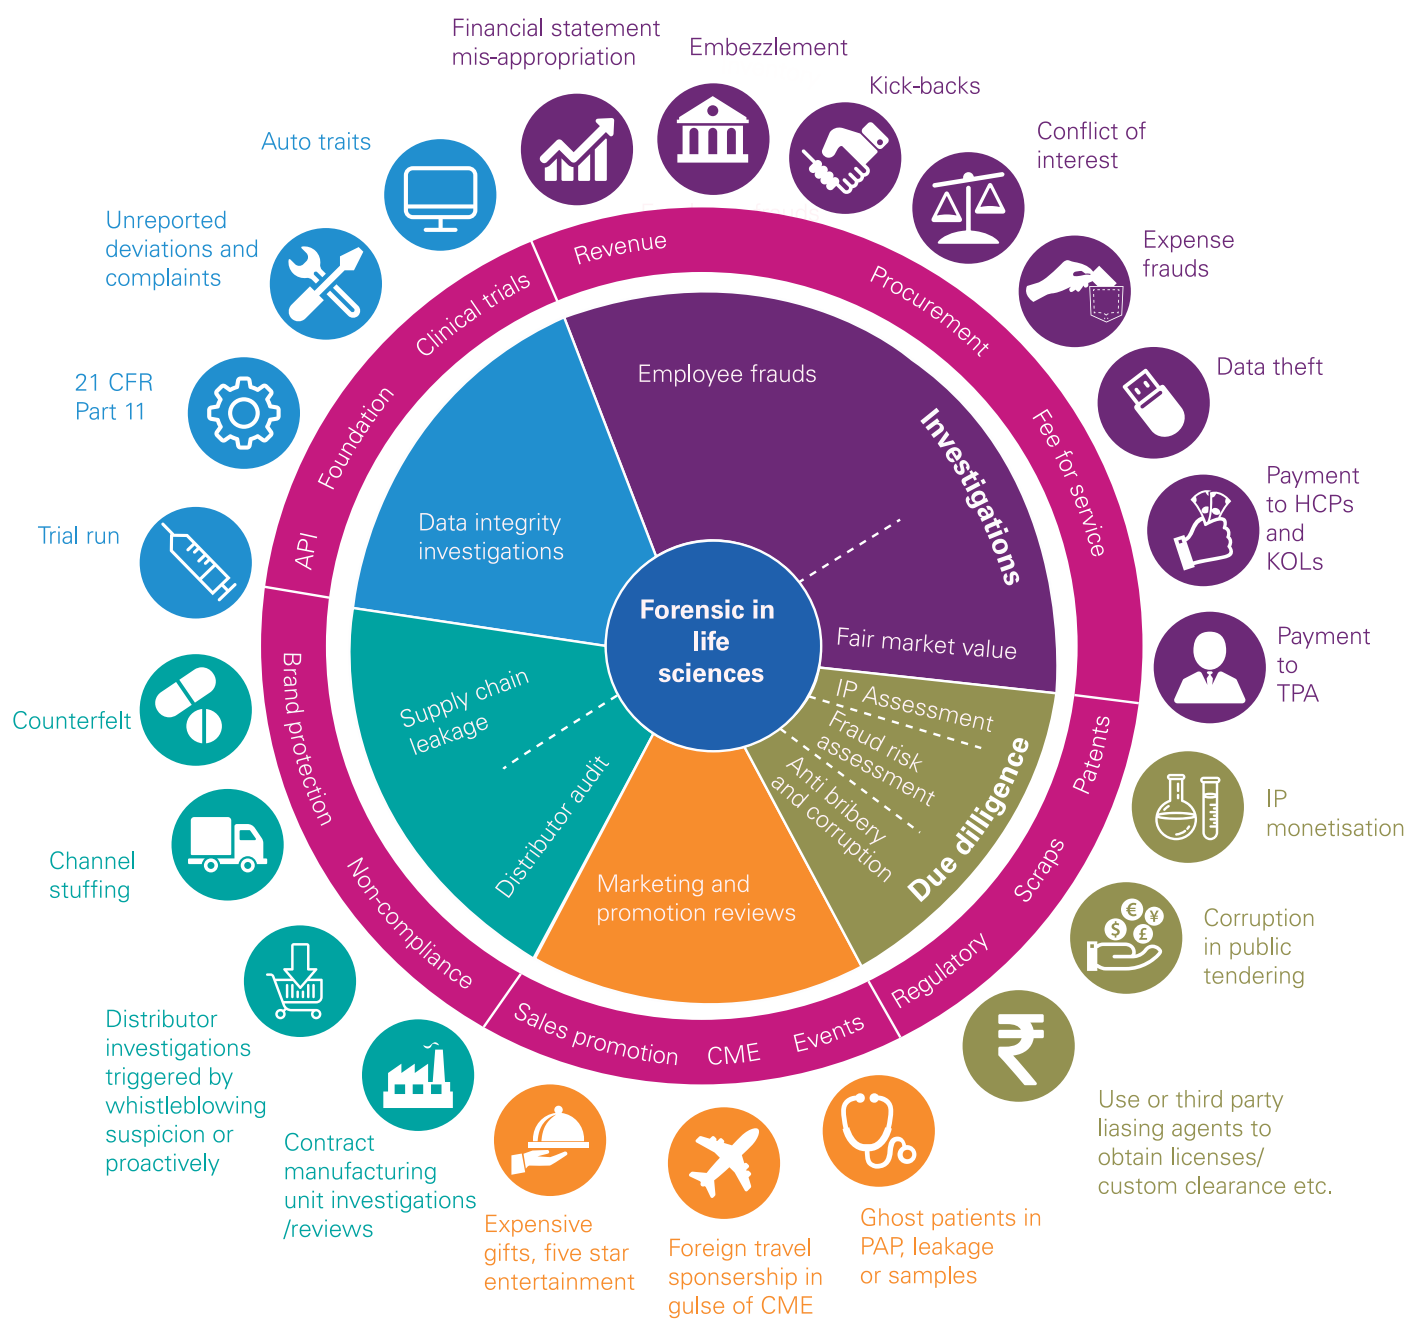 Financial statement
mis-appropriation
Embezzlement
Kick-backs
Conflict of
interest
Expense
frauds
Data theft
Payment
to HCPs
and
KOLs
Payment
to
TPA
IP
monetisation
Corruption
in public
tendering
Use or third party
liasing agents to
obtain licenses/
custom clearance etc.
Ghost patients in
PAP, leakage
or samples
Foreign travel
sponsership in
gulse of CME
Expensive
gifts, five star
entertainment
Contract
manufacturing
unit investigations
/reviews
Distributor
investigations
triggered by
whistleblowing
suspicion or
proactively
Channel
stuffing
Counterfelt
Trial run
21 CFR
Part 11
Unreported
deviations and
complaints
Auto traits
Revenue
Procurement
Fee for service
Patents
Scraps
Regulatory
Events
CME
Sales promotion
Non-compliance
Brand protection
API
Foundation
Clinical trials
Employee frauds
Investigations
Fair market value
IP Assessment
Fraud risk
assessment
Anti bribery
and corruption
Due dilligence
Marketing and
promotion reviews
Distributor audit
Supply chain
leakage
Data integrity
investigations
Forensic in
life
sciences
€
¥
$
£
₹